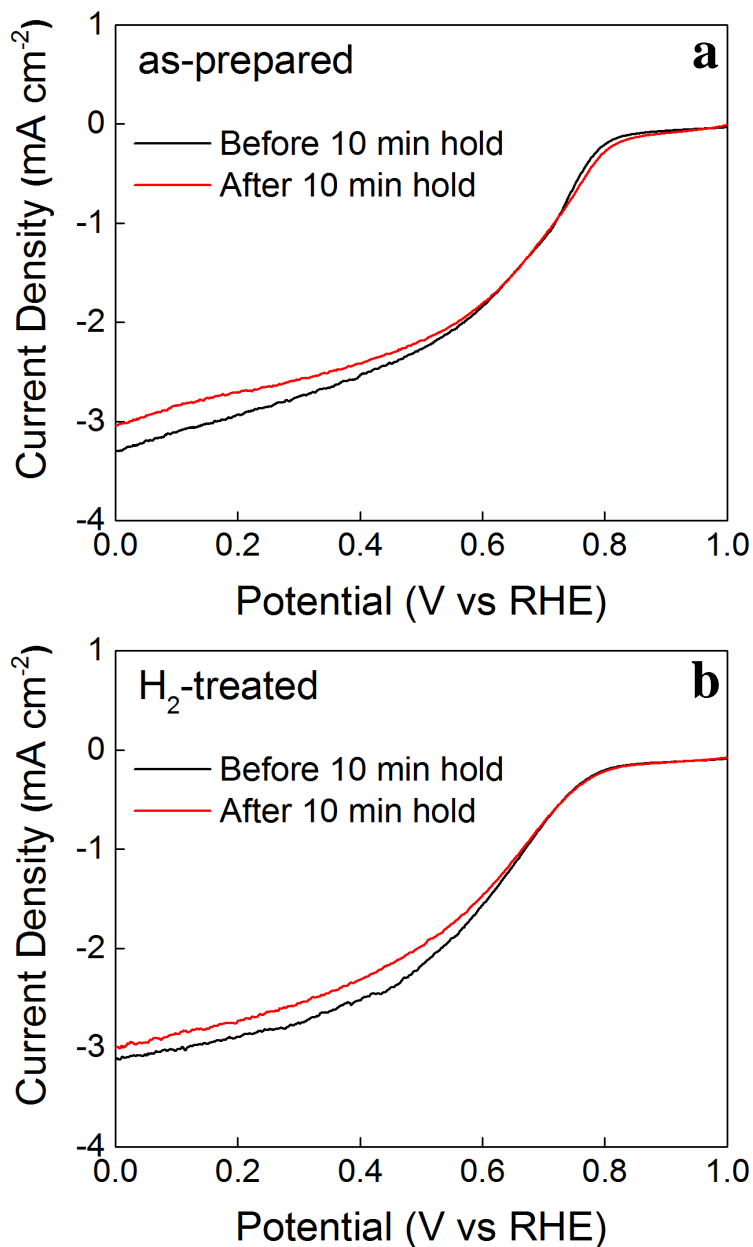 a
as-prepared
Before 10 min hold
After 10 min hold
1
0
-1
-2
-3
-4
0.0 0.2 0.4 0.6 0.8 1.0
Current Density (mA cm⁻²)
Potential (V vs RHE)
b
H₂-treated
Before 10 min hold
After 10 min hold
1
0
-1
-2
-3
-4
0.0 0.2 0.4 0.6 0.8 1.0
Current Density (mA cm⁻²)
Potential (V vs RHE)